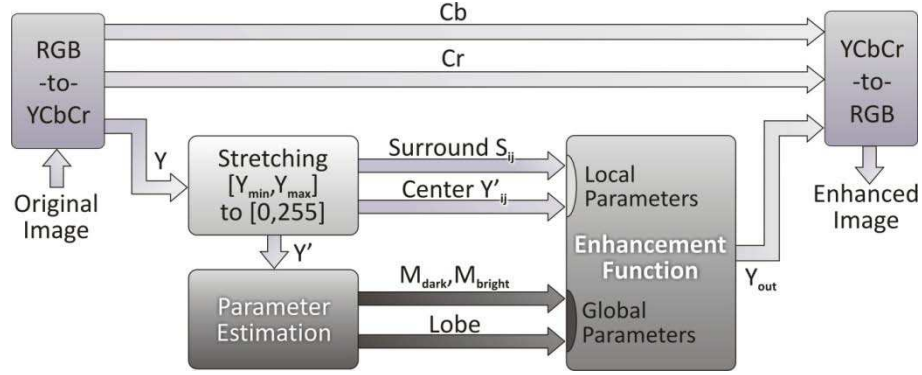 Cb
Cr
RGB
-to-
YCbCr
Original
Image
Y
Stretching
[Ymin,Ymax]
to [0,255]
Y'
Parameter
Estimation
Surround Sij
Center Y'ij
Mdark,Mbright
Lobe
Local
Parameters
Enhancement
Function
Global
Parameters
Yout
YCbCr
-to-
RGB
Enhanced
Image